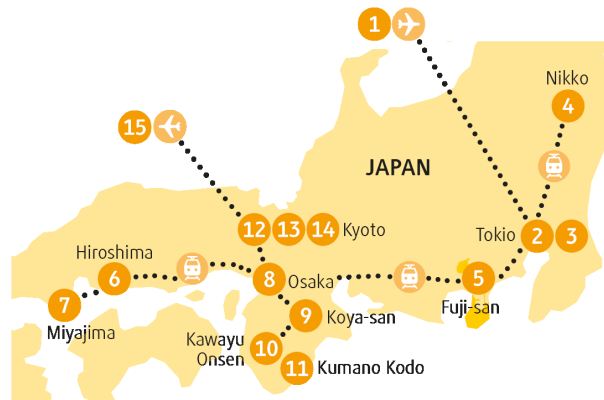 1
Nikko
4
15
JAPAN
12 13 14 Kyoto
Tokio 2 3
Hiroshima
6
8 Osaka
5
Fuji-san
7
Miyajima
9 Koya-san
Kawayu
Onsen
10
11 Kumano Kodo